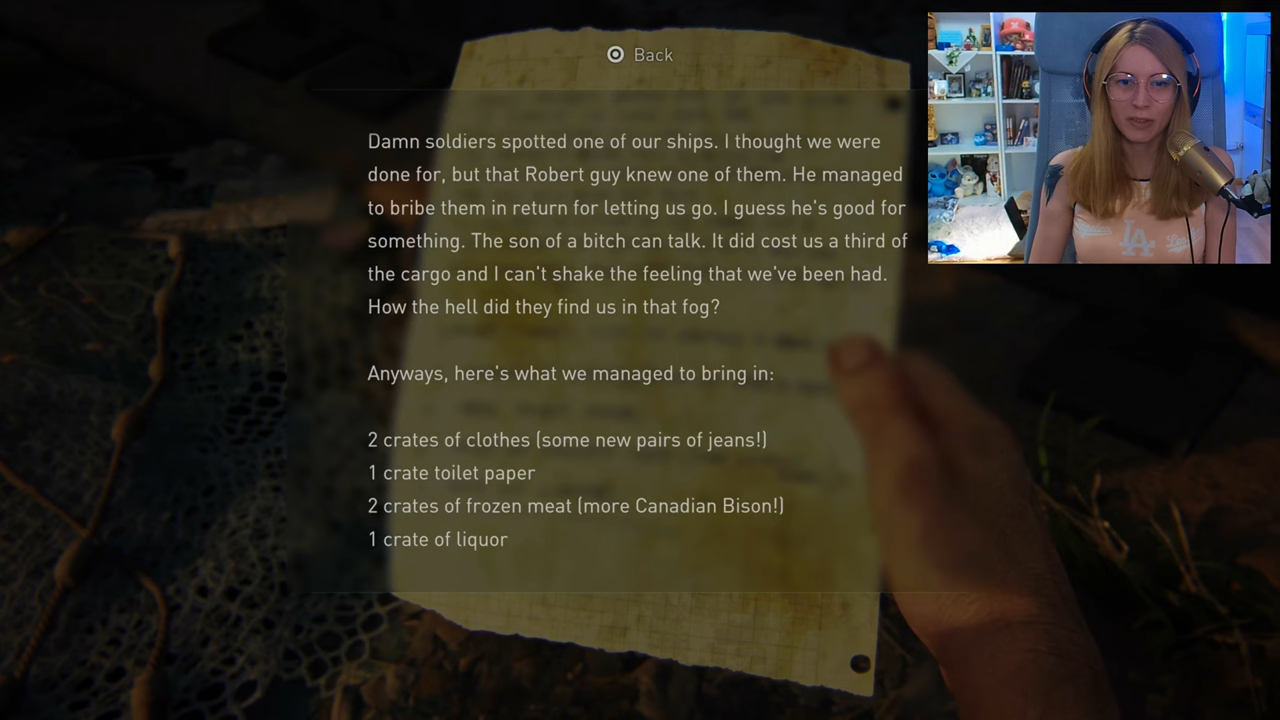 Back
Damn soldiers spotted one of our ships. I thought we were
done for, but that Robert guy knew one of them. He managed
to bribe them in return for letting us go. I guess he's good for
something. The son of a bitch can talk. It did cost us a third of
the cargo and I can't shake the feeling that we've been had.
How the hell did they find us in that fog?
Anyways, here's what we managed to bring in:
2 crates of clothes (some new pairs of jeans!)
1 crate toilet paper
2 crates of frozen meat (more Canadian Bison!)
1 crate of liquor
LA